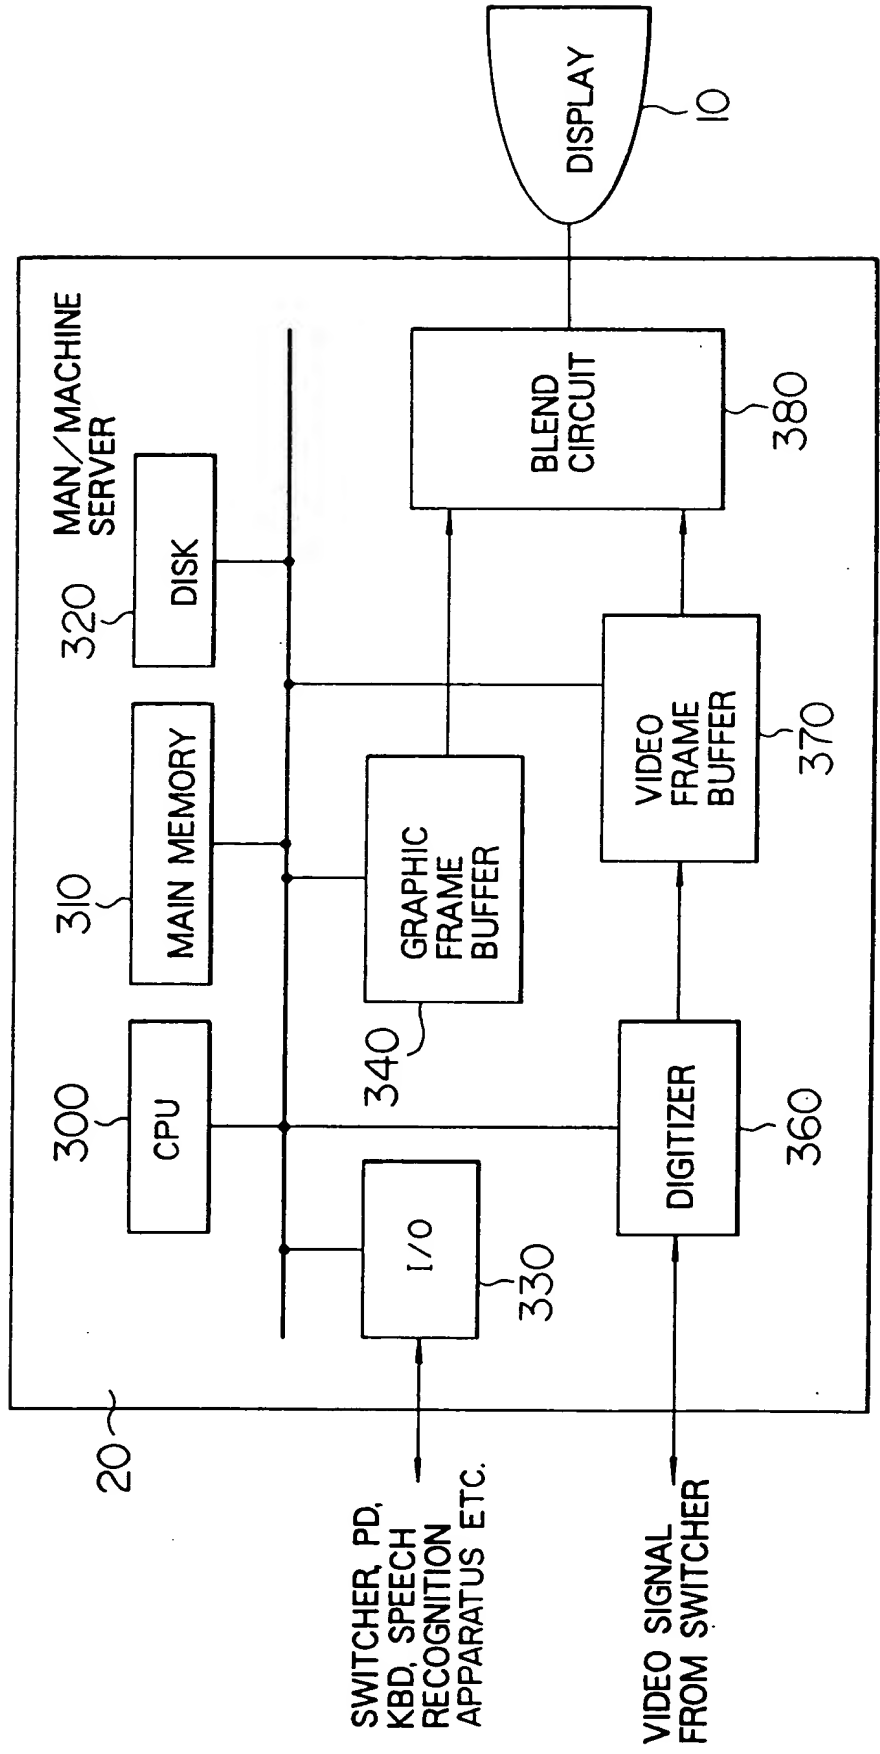 20
MAN/MACHINE
SERVER
300
CPU
310
MAIN MEMORY
320
DISK
SWITCHER, PD,
KBD, SPEECH
RECOGNITION
APPARATUS ETC.
I/O
330
340
GRAPHIC
FRAME
BUFFER
BLEND
CIRCUIT
380
DISPLAY
10
VIDEO SIGNAL
FROM SWITCHER
DIGITIZER
360
VIDEO
FRAME
BUFFER
370